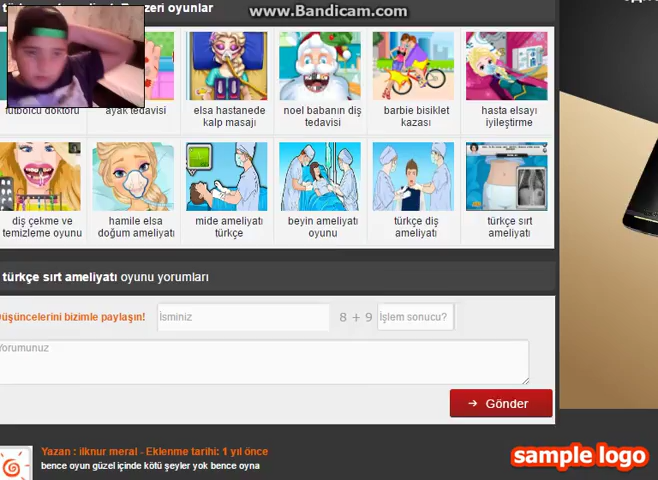 www.Bandicam.com
oyunlar
futbolcu doktoru
ayak tedavisi
elsa hastanede
kalp masajı
noel babanın diş
tedavisi
barbie bisiklet
kazası
hasta elsayı
iyileştirme
diş çekme ve
temizleme oyunu
hamile elsa
doğum ameliyatı
mide ameliyatı
türkçe
beyin ameliyatı
oyunu
türkçe diş
ameliyatı
türkçe sırt
ameliyatı
türkçe sırt ameliyatı oyunu yorumları
düşüncelerini bizimle paylaşın!
İsminiz
8 + 9
İşlem sonucu?
Yorumunuz
→ Gönder
Yazan : ilknur meral - Eklenme tarihi: 1 yıl önce
bence oyun güzel içinde kötü şeyler yok bence oyna
sample logo